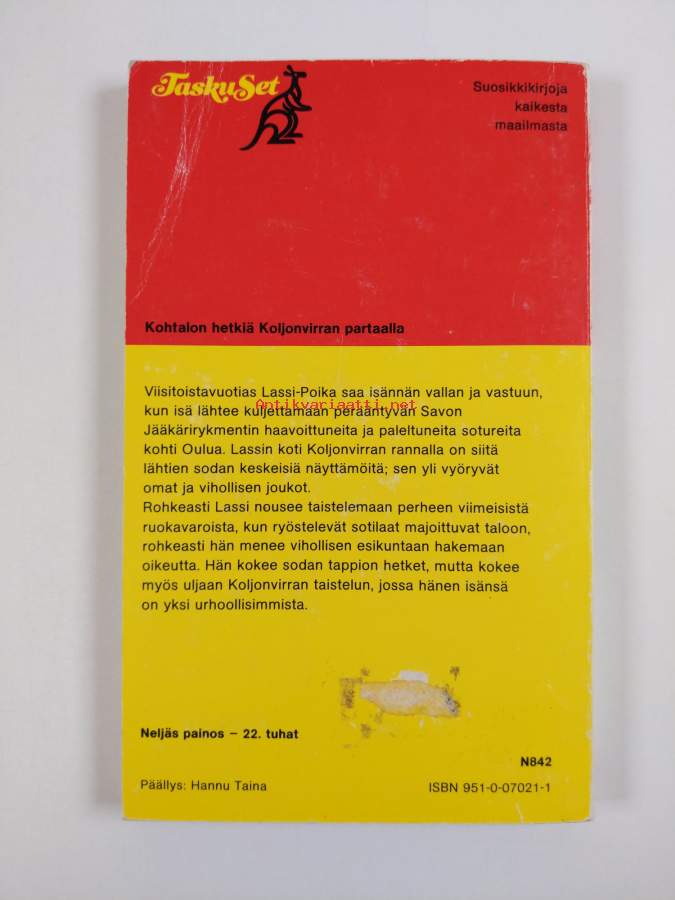 TaskuSet
Suosikkikirjoja
kaikesta
maailmasta
Kohtalon hetkiä Koljonvirran partaalla
Viisitoistavuotias Lassi-Poika saa isännän vallan ja vastuun,
kun isä lähtee kuljettamaan perääntyvän Savon
Antikvariaatti.net
Jääkärirykmentin haavoittuneita ja paleltuneita sotureita
kohti Oulua. Lassin koti Koljonvirran rannalla on siitä
lähtien sodan keskeisiä näyttämöitä; sen yli vyöryvät
omat ja vihollisen joukot.
Rohkeasti Lassi nousee taistelemaan perheen viimeisistä
ruokavaroista, kun ryöstelevät sotilaat majoittuvat taloon,
rohkeasti hän menee vihollisen esikuntaan hakemaan
oikeutta. Hän kokee sodan tappion hetket, mutta kokee
myös uljaan Koljonvirran taistelun, jossa hänen isänsä
on yksi urhoollisimmista.
Neljäs painos – 22. tuhat
N842
Päällys: Hannu Taina
ISBN 951-0-07021-1